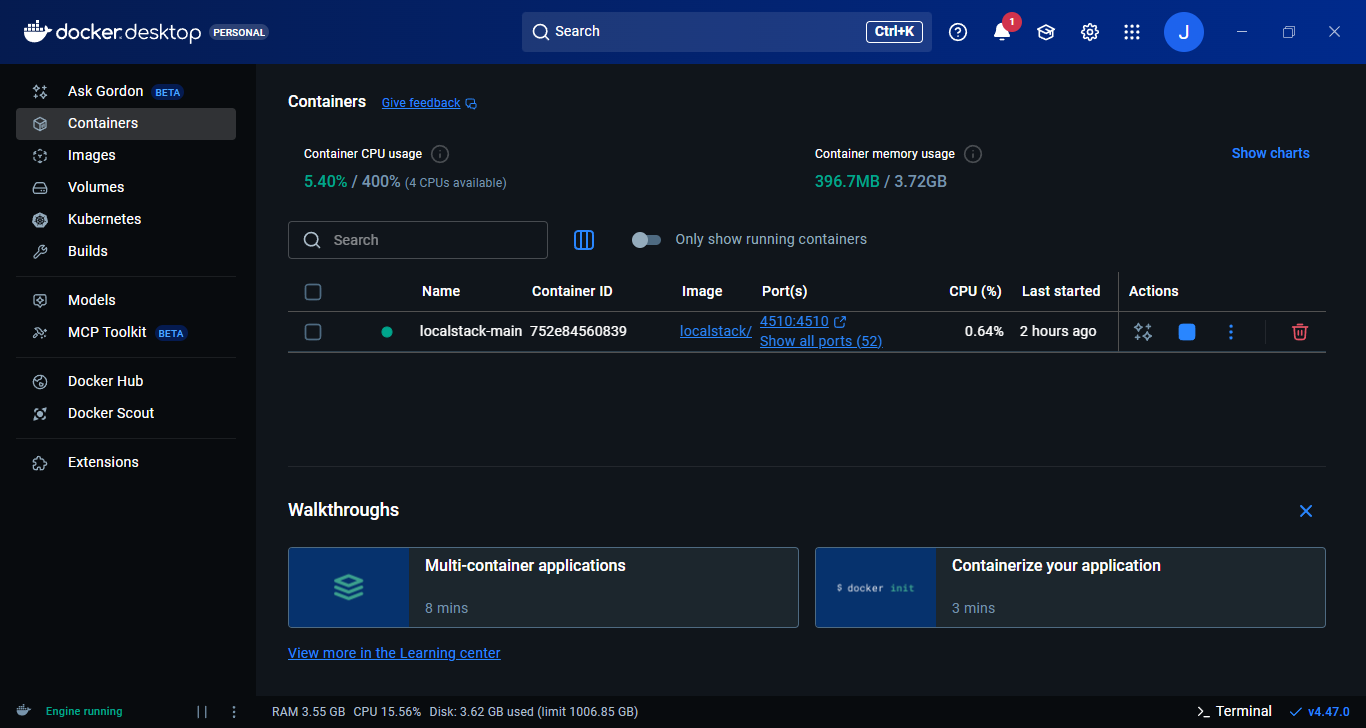 docker.desktop PERSONAL
Search
Ctrl+K
1
J
Ask Gordon BETA
Containers
Images
Volumes
Kubernetes
Builds
Models
MCP Toolkit BETA
Docker Hub
Docker Scout
Extensions
Containers Give feedback
Container CPU usage
5.40% / 400% (4 CPUs available)
Container memory usage
396.7MB / 3.72GB
Show charts
Search
Only show running containers
Name Container ID Image Port(s) CPU (%) Last started Actions
localstack-main 752e84560839 localstack/ 4510:4510 0.64% 2 hours ago
Show all ports (52)
Walkthroughs
Multi-container applications
8 mins
$ docker init
Containerize your application
3 mins
View more in the Learning center
Engine running
RAM 3.55 GB CPU 15.56% Disk: 3.62 GB used (limit 1006.85 GB)
>_ Terminal
v4.47.0